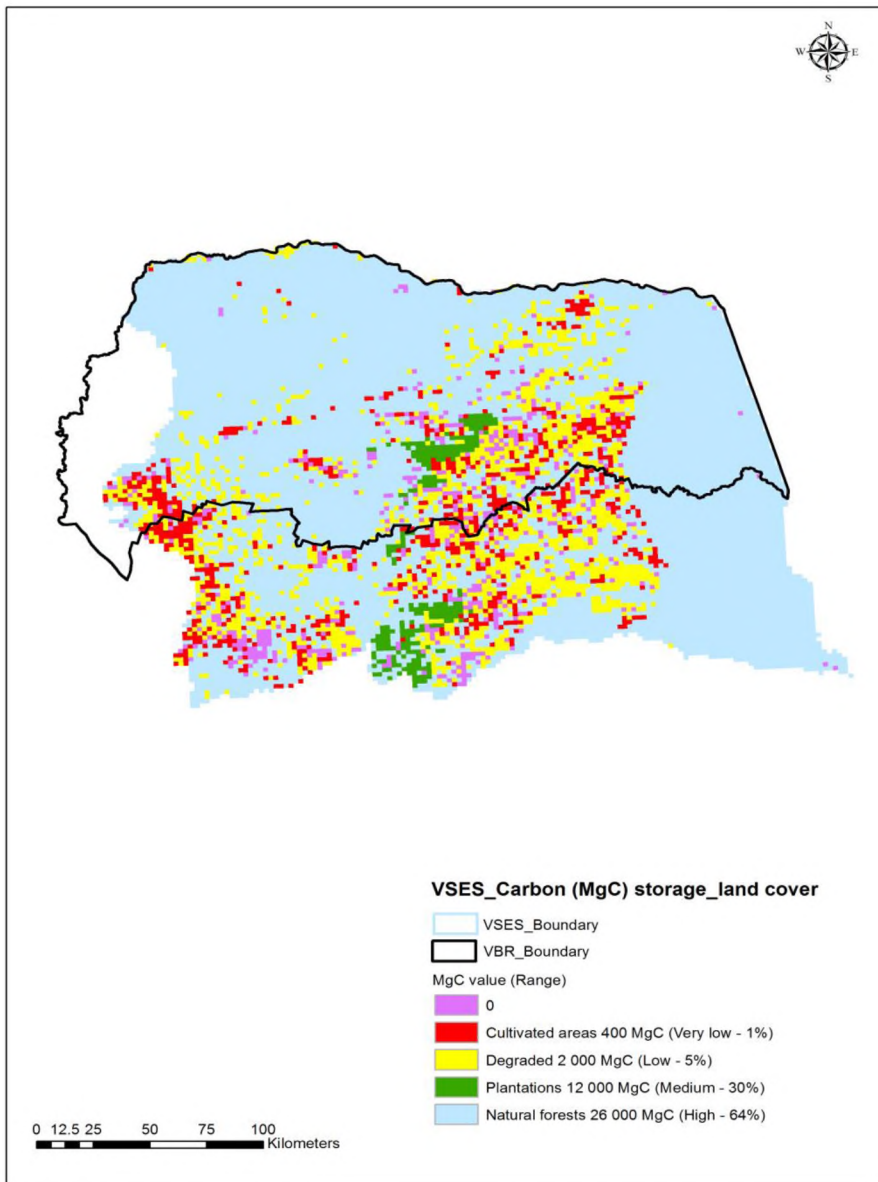 N
W E
S
VSES_Carbon (MgC) storage_land cover
VSES_Boundary
VBR_Boundary
MgC value (Range)
0
Cultivated areas 400 MgC (Very low - 1%)
Degraded 2 000 MgC (Low - 5%)
Plantations 12 000 MgC (Medium - 30%)
Natural forests 26 000 MgC (High - 64%)
0 12.5 25 50 75 100
Kilometers